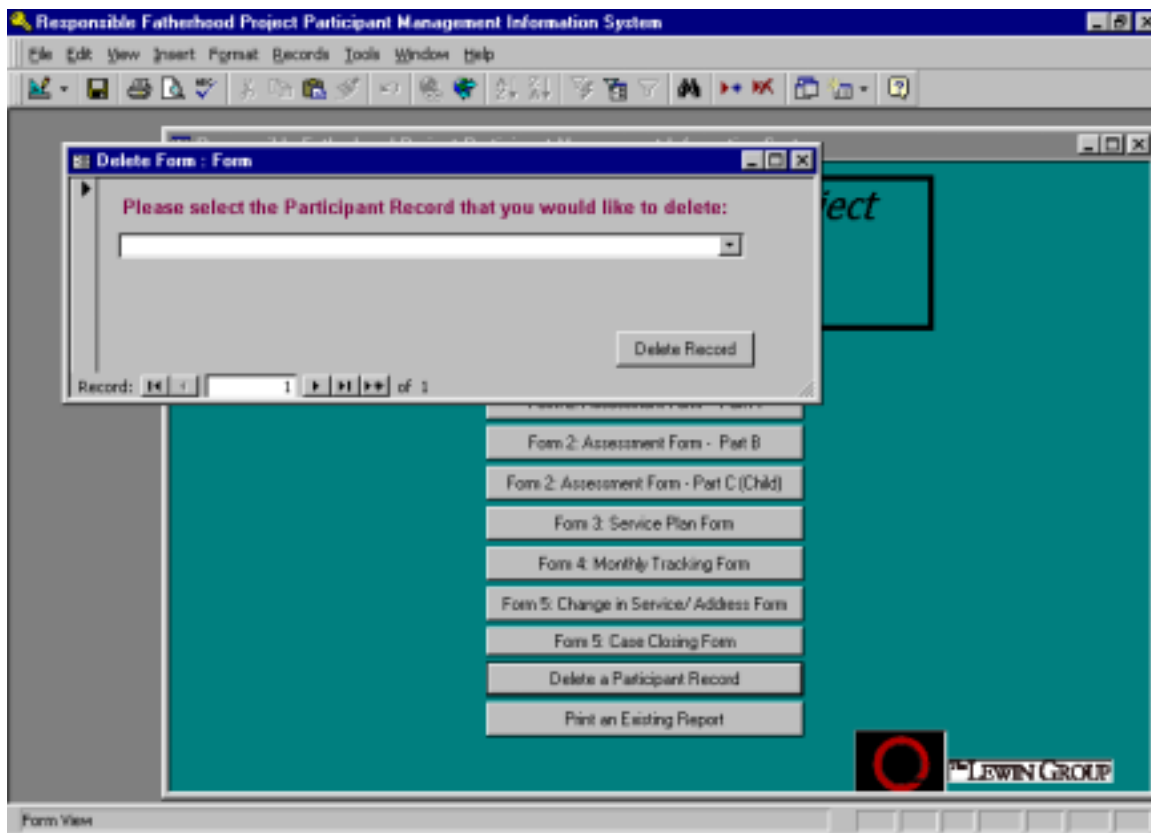 Responsible Fatherhood Project Participant Management Information System
File Edit View Insert Format Records Tools Window Help
Delete Form : Form
Please select the Participant Record that you would like to delete:
ject
Delete Record
Record: 1 of 1
Form 2: Assessment Form - Part B
Form 2: Assessment Form - Part C (Child)
Form 3: Service Plan Form
Form 4: Monthly Tracking Form
Form 5: Change in Service/ Address Form
Form 5: Case Closing Form
Delete a Participant Record
Print an Existing Report
The LEWIN GROUP
Form View